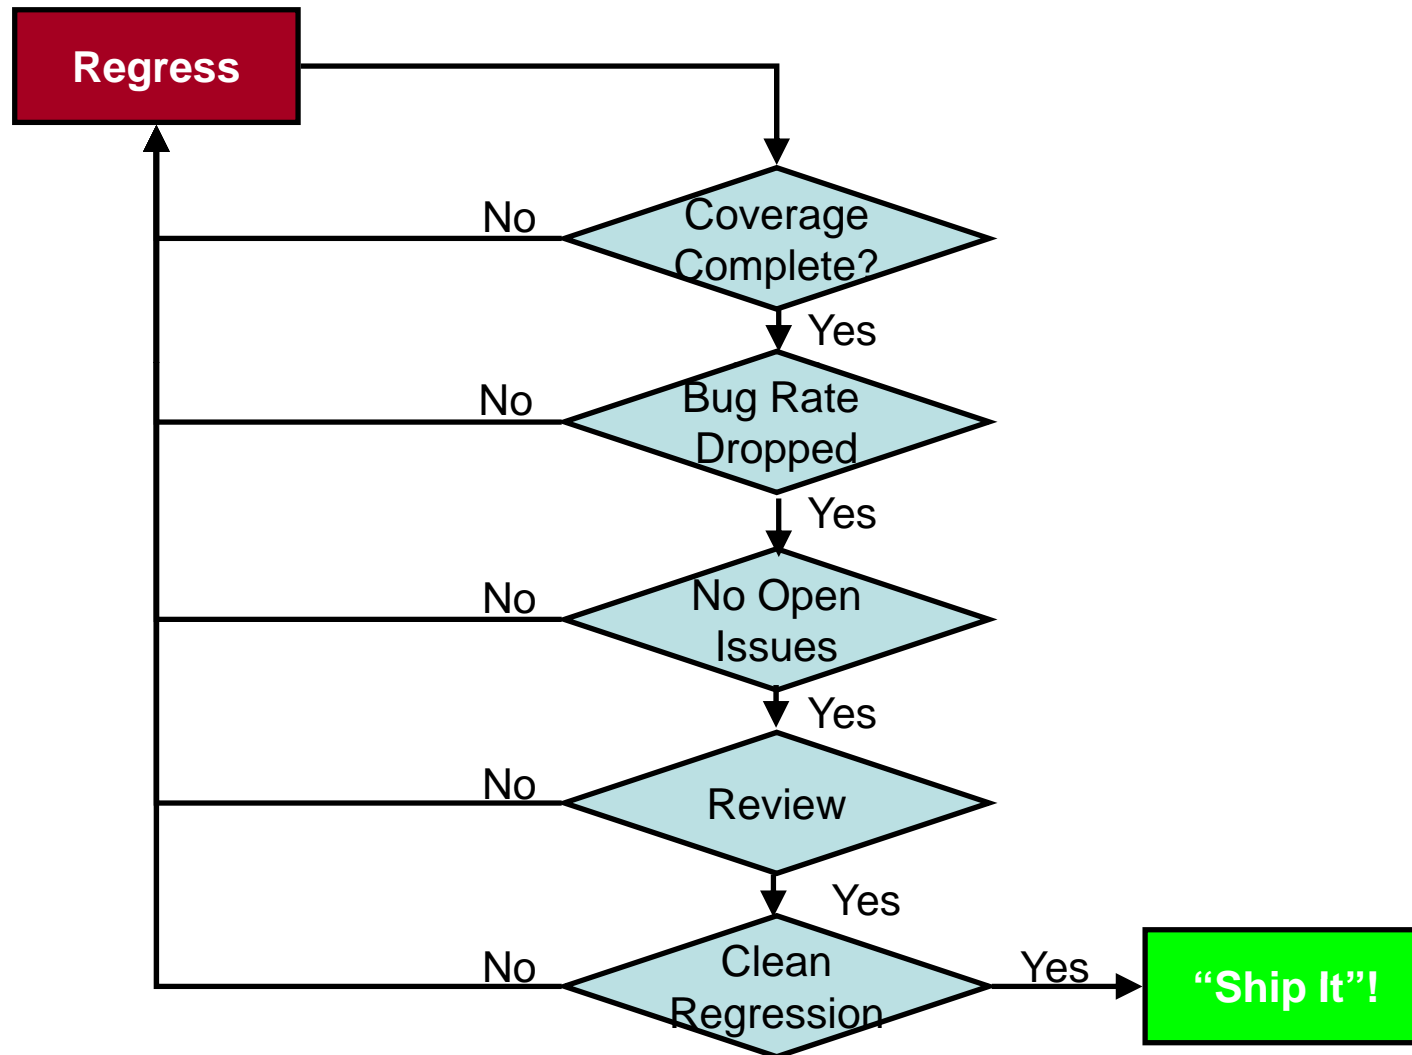 Regress
No
Coverage
Complete?
Yes
No
Bug Rate
Dropped
Yes
No
No Open
Issues
Yes
No
Review
Yes
No
Clean
Regression
Yes
“Ship It”!